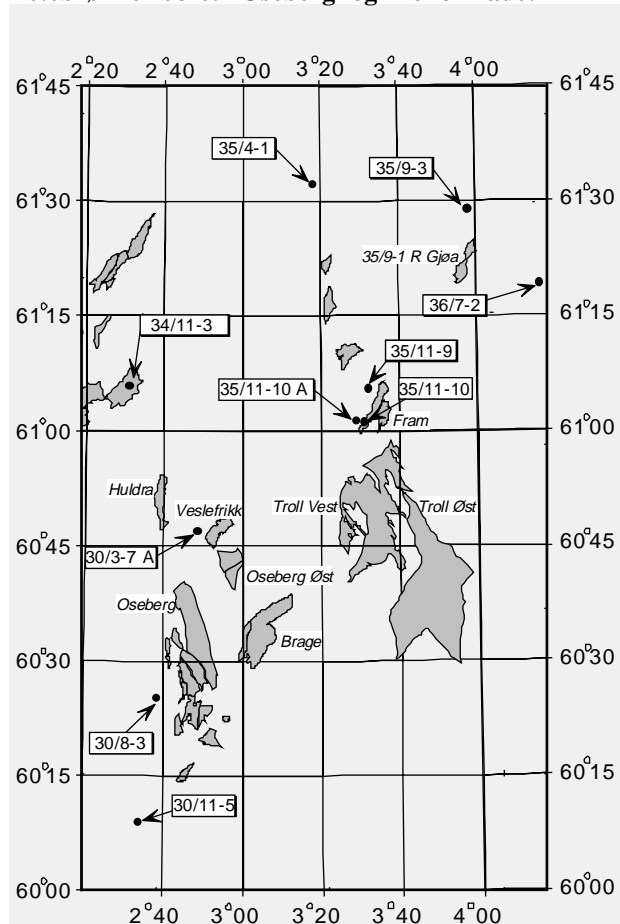 2°20 2°40 3°00 3°20 3°40 4°00
61°45 61°45
35/4-1
35/9-3
61°30 61°30
35/9-1 R Gjøa
36/7-2
61°15 61°15
34/11-3
35/11-9
35/11-10 A 35/11-10
Fram
61°00 61°00
Huldra
Veslefrikk Troll Vest Troll Øst
60°45 60°45
30/3-7 A
Oseberg Øst
Oseberg
Brage
60°30 60°30
30/8-3
60°15 60°15
30/11-5
60°00 60°00
2°40 3°00 3°20 3°40 4°00